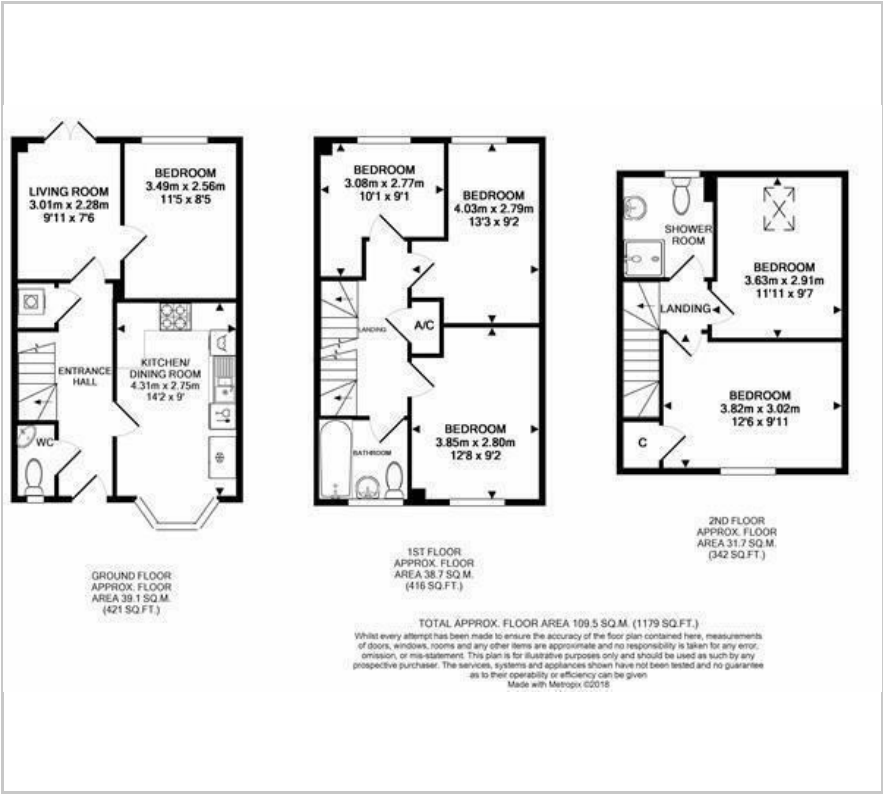 LIVING ROOM
3.01m x 2.28m
9'11 x 7'6
BEDROOM
3.49m x 2.56m
11'5 x 8'5
KITCHEN/
DINING ROOM
4.31m x 2.75m
14'2 x 9'
ENTRANCE
HALL
WC
GROUND FLOOR
APPROX. FLOOR
AREA 39.1 SQ.M.
(421 SQ.FT.)
BEDROOM
3.08m x 2.77m
10'1 x 9'1
BEDROOM
4.03m x 2.79m
13'3 x 9'2
LANDING
A/C
BEDROOM
3.85m x 2.80m
12'8 x 9'2
BATHROOM
1ST FLOOR
APPROX. FLOOR
AREA 38.7 SQ.M.
(416 SQ.FT.)
SHOWER
ROOM
BEDROOM
3.63m x 2.91m
11'11 x 9'7
LANDING
BEDROOM
3.82m x 3.02m
12'6 x 9'11
C
2ND FLOOR
APPROX. FLOOR
AREA 31.7 SQ.M.
(342 SQ.FT.)
TOTAL APPROX. FLOOR AREA 109.5 SQ.M. (1179 SQ.FT.)
Whilst every attempt has been made to ensure the accuracy of the floor plan contained here, measurements
of doors, windows, rooms and any other items are approximate and no responsibility is taken for any error,
omission, or mis-statement. This plan is for illustrative purposes only and should be used as such by any
prospective purchaser. The services, systems and appliances shown have not been tested and no guarantee
as to their operability or efficiency can be given
Made with Metropix ©2018